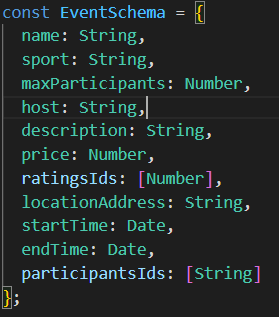 const EventSchema = {
name: String,
sport: String,
maxParticipants: Number,
host: String,
description: String,
price: Number,
ratingsIds: [Number],
locationAddress: String,
startTime: Date,
endTime: Date,
participantsIds: [String]
};